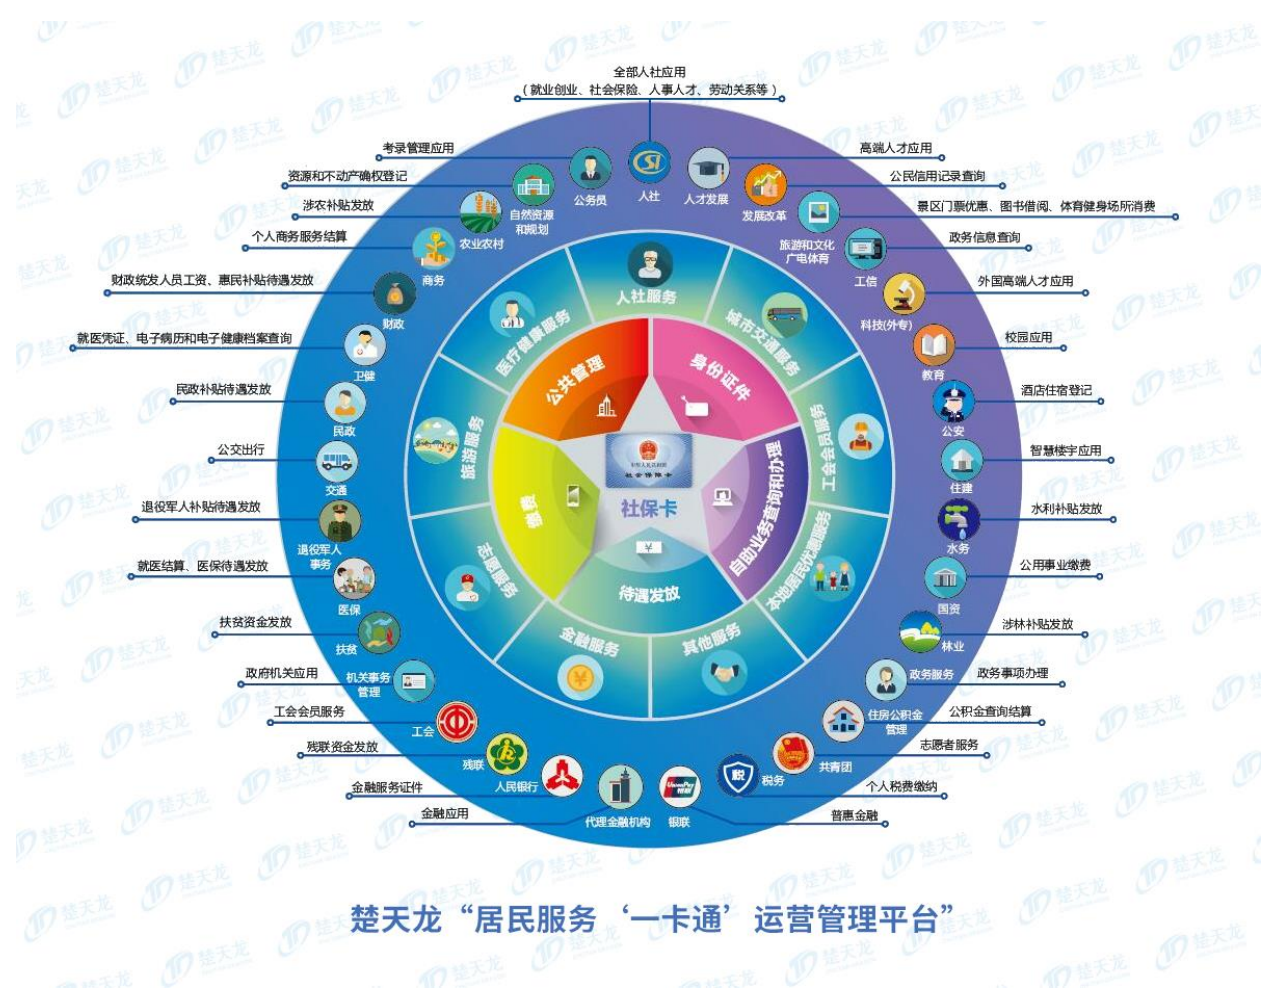 全部人社应用
（就业创业、社会保险、人事人才、劳动关系等）
考录管理应用
高端人才应用
资源和不动产确权登记
公民信用记录查询
涉农补贴发放
景区门票优惠、图书借阅、体育健身场所消费
个人商务服务结算
政务信息查询
财政统发人员工资、惠民补贴待遇发放
外国高端人才应用
就医凭证、电子病历和电子健康档案查询
校园应用
民政补贴待遇发放
酒店住宿登记
公交出行
智慧楼宇应用
退役军人补贴待遇发放
水利补贴发放
就医结算、医保待遇发放
公用事业缴费
扶贫资金发放
涉林补贴发放
政府机关应用
政务事项办理
工会会员服务
公积金查询结算
残联资金发放
志愿者服务
金融服务证件
个人税费缴纳
金融应用
普惠金融
人社
人才发展
发展改革
旅游和文化
广电体育
工信
科技(外专)
教育
公安
住建
水务
国资
林业
政务服务
住房公积金
管理
共青团
税
税务
UnionPay
银联
银联
代理金融机构
人民银行
残联
工会
机关事务
管理
扶贫
医保
退役军人
事务
交通
民政
卫健
财政
商务
农业农村
自然资源
和规划
公务员
人社服务
城市交通服务
工会会员服务
本地居民优惠服务
其他服务
金融服务
志愿服务
旅游服务
医疗健康服务
公共管理
身份证件
自助业务查询和办理
待遇发放
缴费
中华人民共和国
社会保障卡
社保卡
楚天龙“居民服务‘一卡通’运营管理平台”
楚天龙